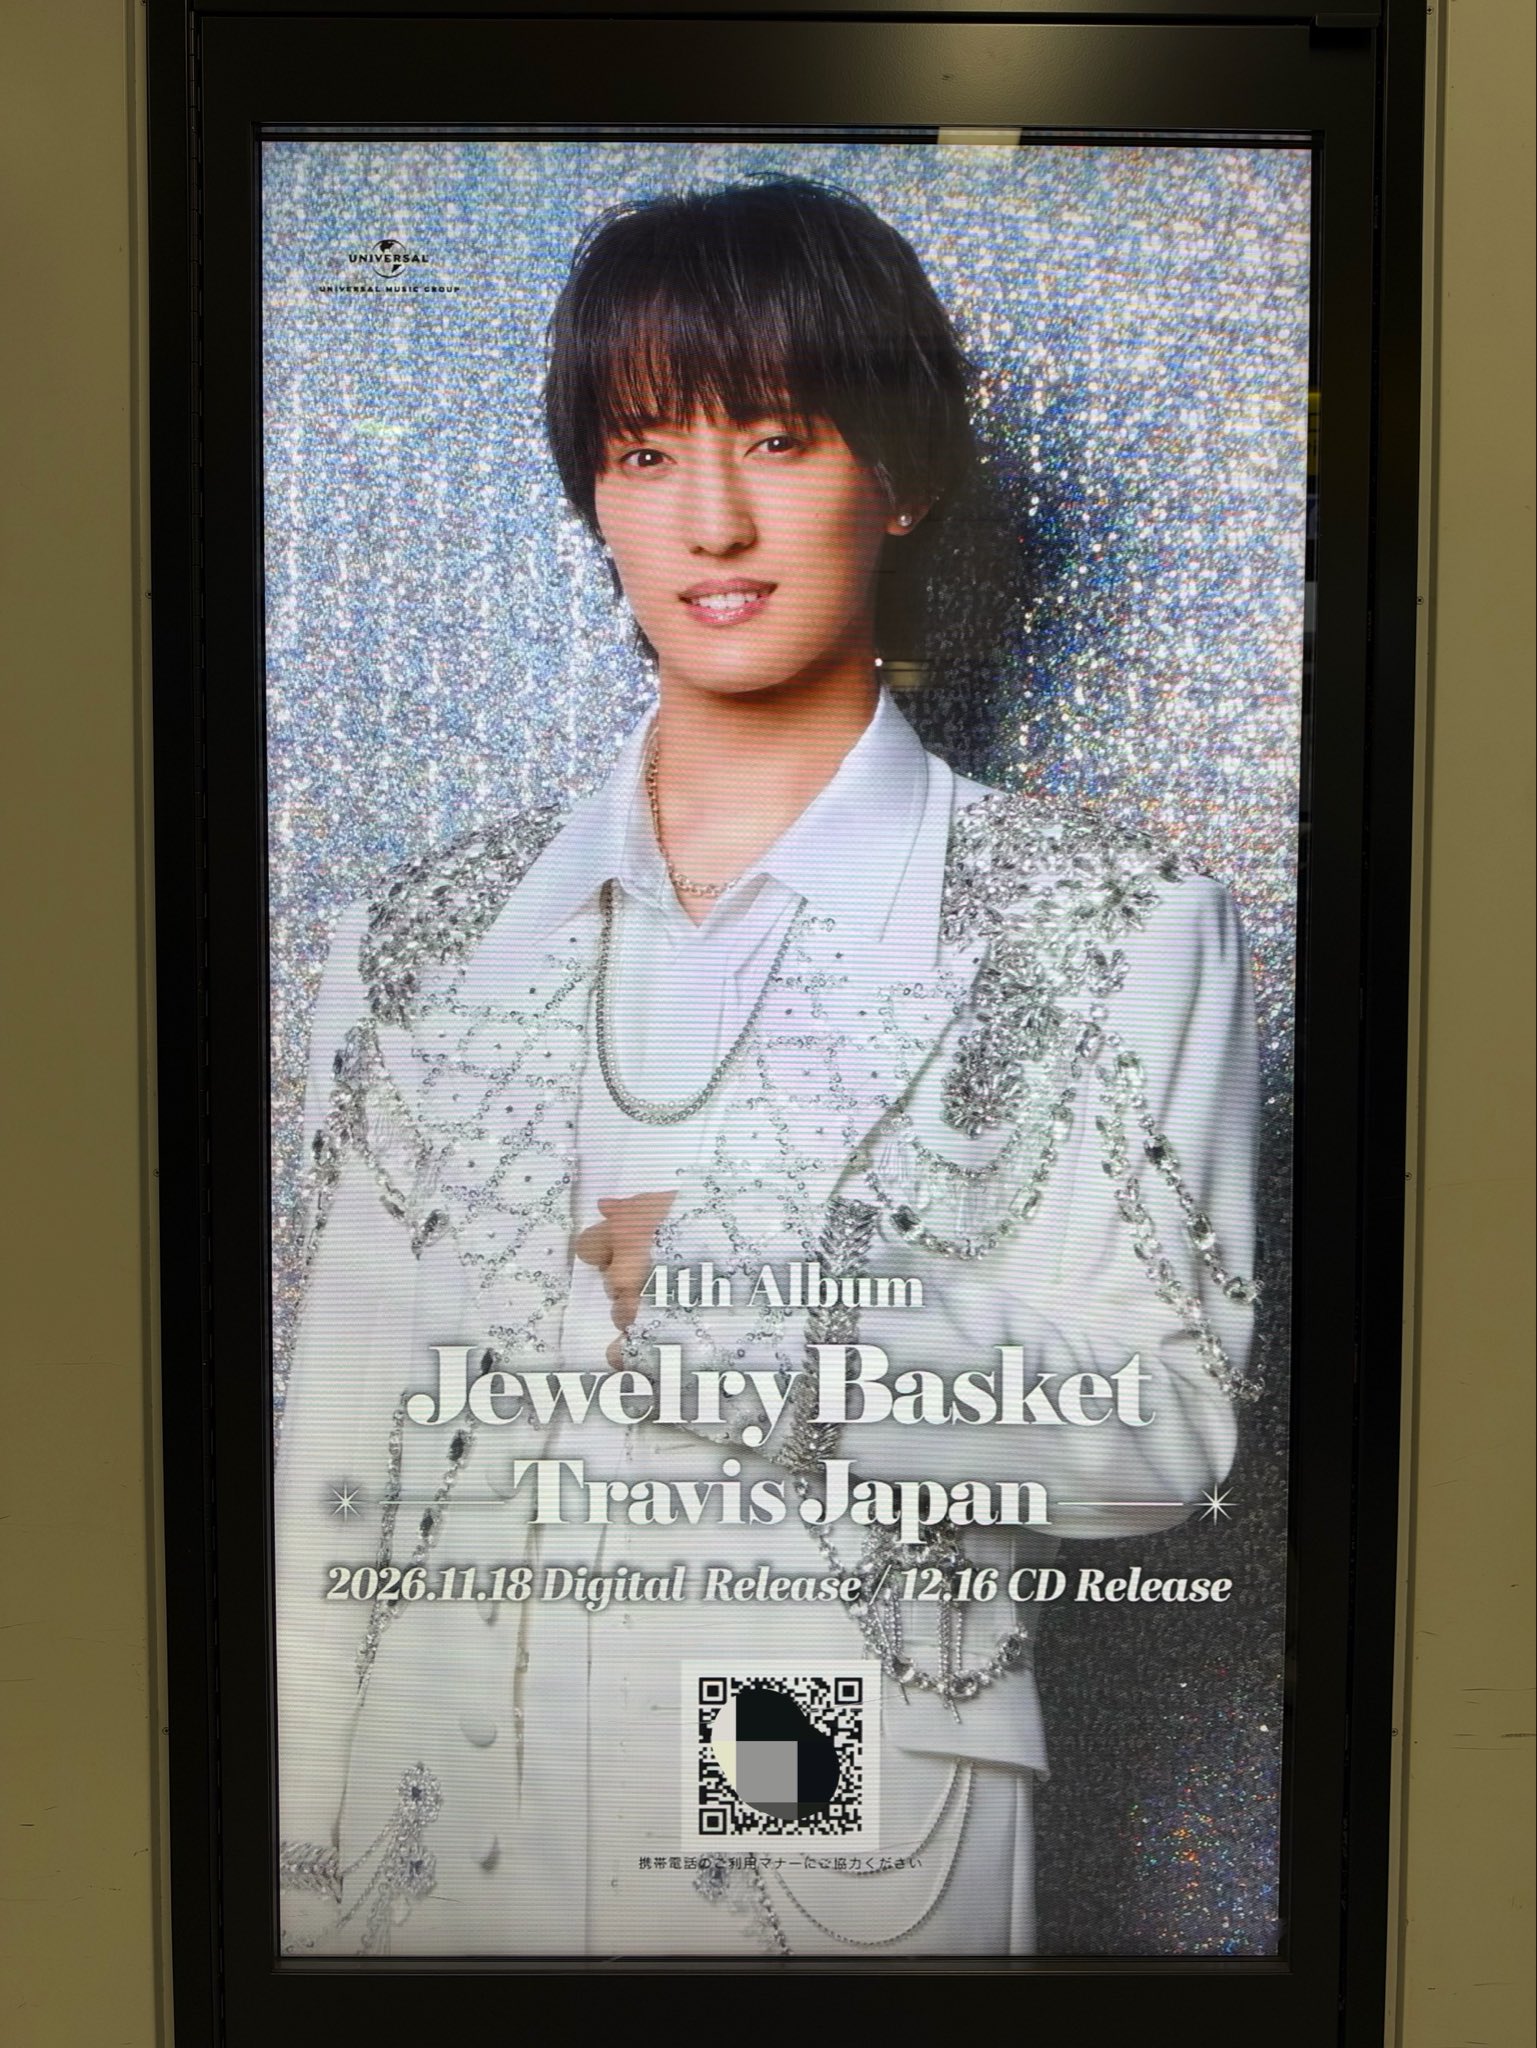 UNIVERSAL
UNIVERSAL MUSIC GROUP
4th Album
Jewelry Basket
Travis Japan
2026.11.18 Digital Release / 12.16 CD Release
携帯電話のご利用マナーにご協力ください